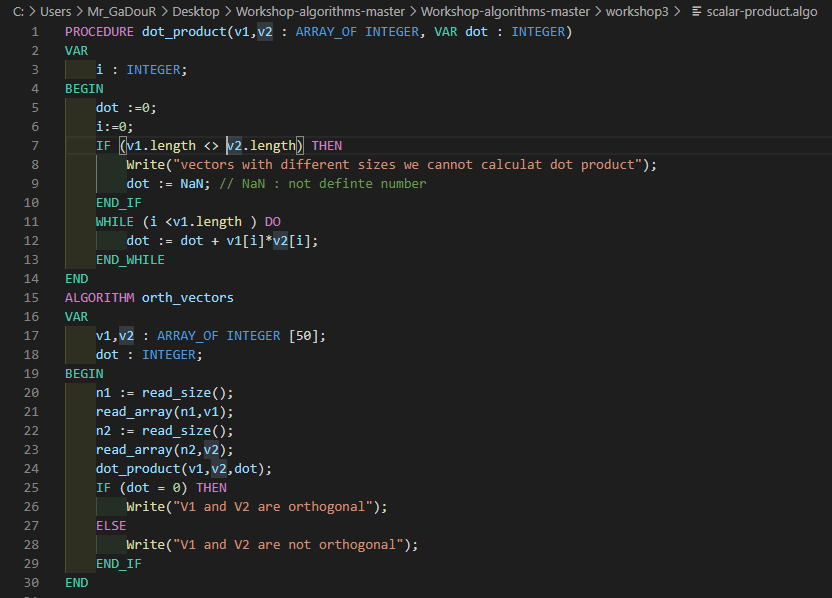 C: > Users > Mr_GaDouR > Desktop > Workshop-algorithms-master > Workshop-algorithms-master > workshop3 > scalar-product.algo
1 PROCEDURE dot_product(v1,v2 : ARRAY_OF INTEGER, VAR dot : INTEGER)
2 VAR
3 i : INTEGER;
4 BEGIN
5 dot :=0;
6 i:=0;
7 IF (v1.length <> v2.length) THEN
8 Write("vectors with different sizes we cannot calculat dot product");
9 dot := NaN; // NaN : not definte number
10 END_IF
11 WHILE (i <v1.length ) DO
12 dot := dot + v1[i]*v2[i];
13 END_WHILE
14 END
15 ALGORITHM orth_vectors
16 VAR
17 v1,v2 : ARRAY_OF INTEGER [50];
18 dot : INTEGER;
19 BEGIN
20 n1 := read_size();
21 read_array(n1,v1);
22 n2 := read_size();
23 read_array(n2,v2);
24 dot_product(v1,v2,dot);
25 IF (dot = 0) THEN
26 Write("V1 and V2 are orthogonal");
27 ELSE
28 Write("V1 and V2 are not orthogonal");
29 END_IF
30 END